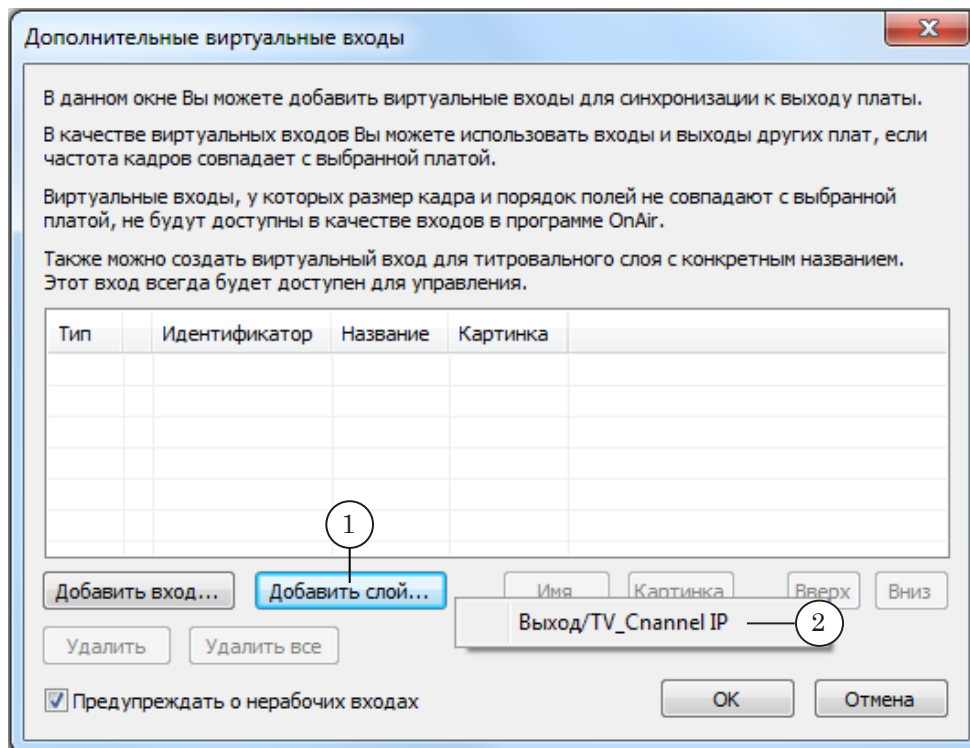 Дополнительные виртуальные входы
В данном окне Вы можете добавить виртуальные входы для синхронизации к выходу платы.
В качестве виртуальных входов Вы можете использовать входы и выходы других плат, если
частота кадров совпадает с выбранной платой.
Виртуальные входы, у которых размер кадра и порядок полей не совпадают с выбранной
платой, не будут доступны в качестве входов в программе OnAir.
Также можно создать виртуальный вход для титровального слоя с конкретным названием.
Этот вход всегда будет доступен для управления.
Тип Идентификатор Название Картинка
1
Добавить вход... Добавить слой... Имя Картинка Вверх Вниз
Выход/TV_Cnannel IP 2
Удалить Удалить все
Предупреждать о нерабочих входах OK Отмена